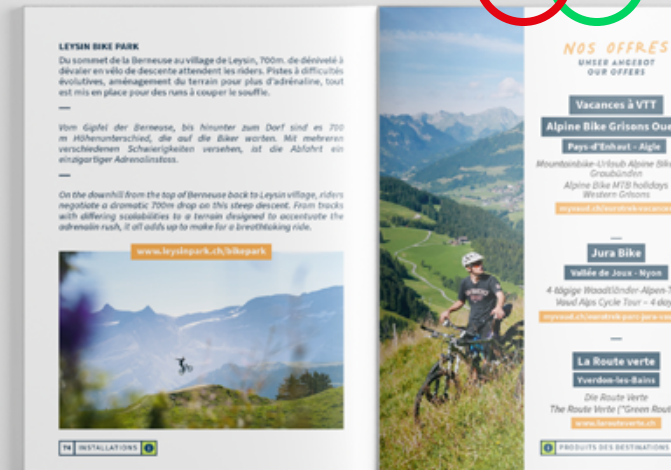 LEYSIN BIKE PARK
Du sommet de la Berneuse au village de Leysin, 700m. de dénivelé à
dévaler en vélo de descente attendent les riders. Pistes à difficultés
évolutives, aménagement du terrain pour plus d'adrénaline, tout
est mis en place pour des runs à couper le souffle.
Vom Gipfel der Berneuse, bis hinunter zum Dorf sind es 700
m Höhenunterschied, die auf die Biker warten. Mit mehreren
verschiedenen Schwierigkeiten versehen, ist die Abfahrt ein
einzigartiger Adrenalinstoss.
On the downhill from the top of Berneuse back to Leysin village, riders
negotiate a dramatic 700m drop on this steep descent. From tracks
with differing scalabilities to a terrain designed to accentuate the
adrenalin rush, it all adds up to make for a breathtaking ride.
www.leysinpark.ch/bikepark
74 INSTALLATIONS
NOS OFFRES
UNSER ANGEBOT
OUR OFFERS
Vacances à VTT
Alpine Bike Grisons
Pays-d'Enhaut - Aigle
Mountainbike-Urlaub Alpine
Graubünden
Alpine Bike MTB holidays
Western Grisons
Jura Bike
Vallée de Joux - Nyon
4-tägige Waadtländer-Alpen-
Vaud Alps Cycle Tour – 4
La Route verte
Yverdon-les-Bains
Die Route Verte
The Route Verte ("Green
www.larouteverte.ch
PRODUITS DES DESTINATIONS